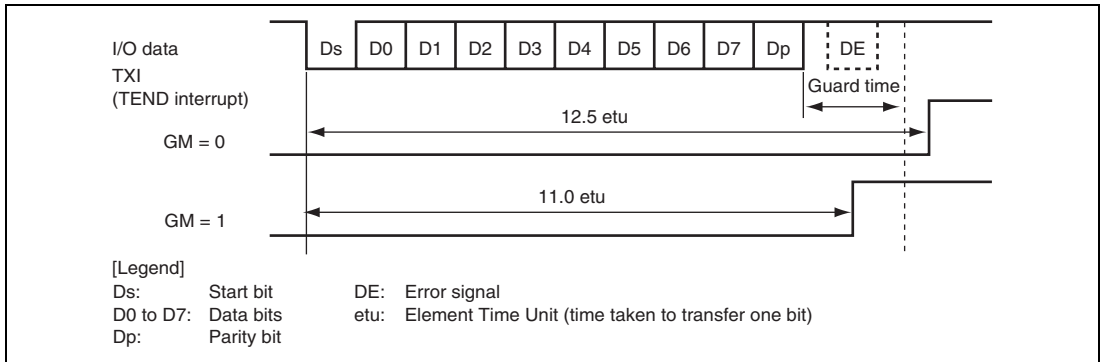 I/O data
Ds D0 D1 D2 D3 D4 D5 D6 D7 Dp DE
TXI
(TEND interrupt)
Guard time
12.5 etu
GM = 0
11.0 etu
GM = 1
[Legend]
Ds: Start bit DE: Error signal
D0 to D7: Data bits etu: Element Time Unit (time taken to transfer one bit)
Dp: Parity bit